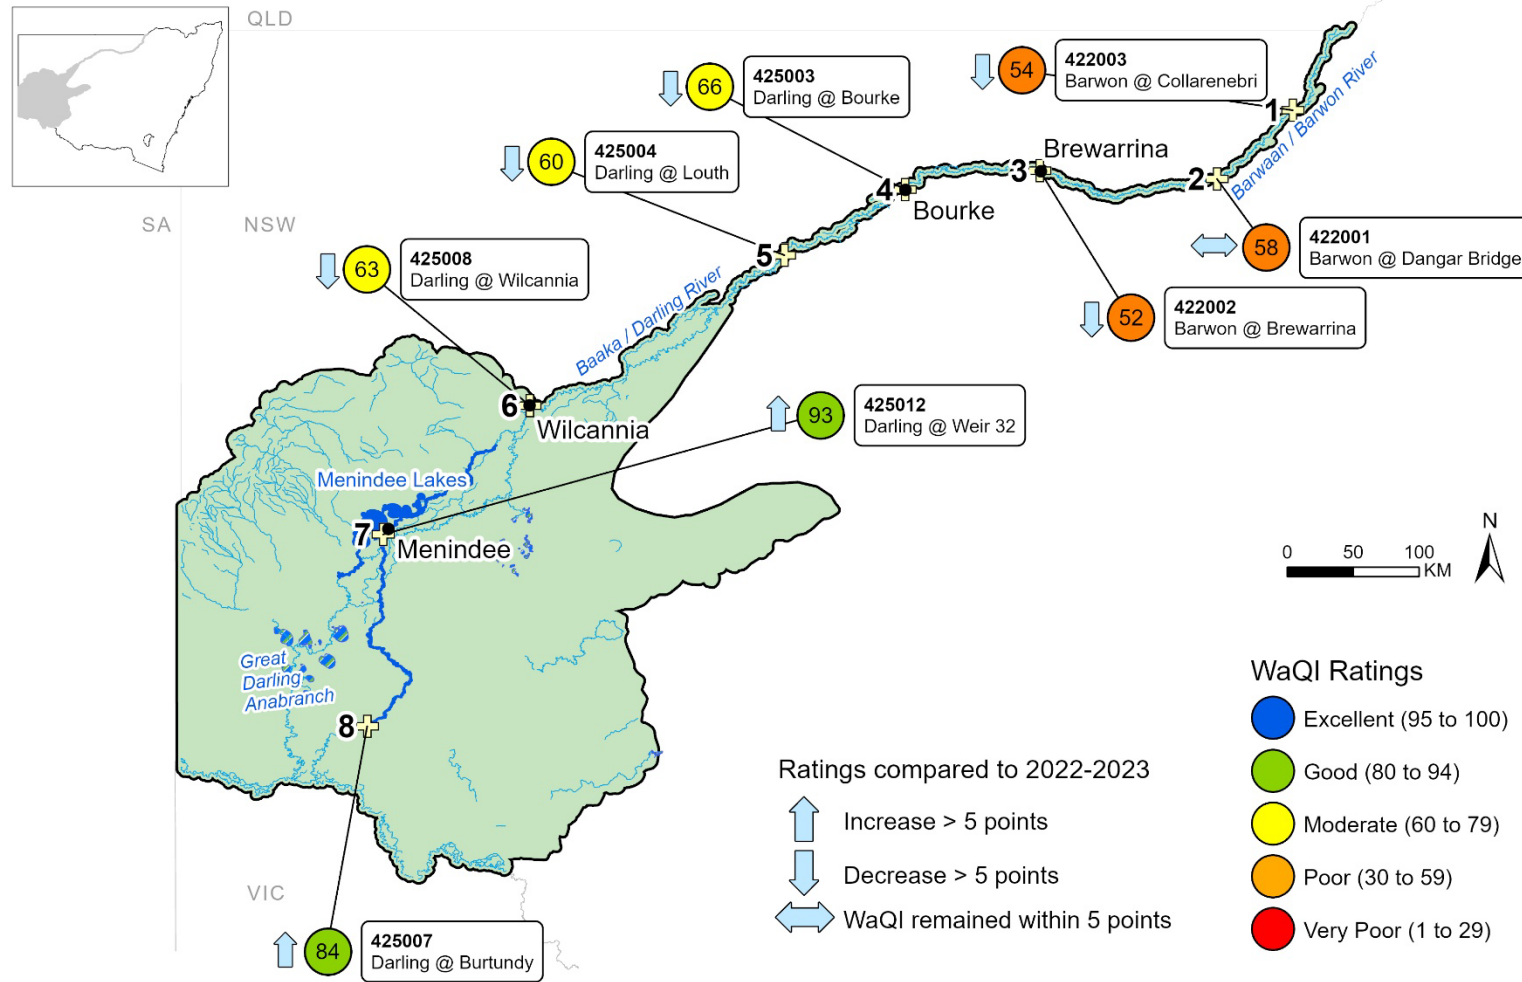 QLD
SA
NSW
VIC
54
422003
Barwon @ Collarenebri
66
425003
Darling @ Bourke
60
425004
Darling @ Louth
63
425008
Darling @ Wilcannia
58
422001
Barwon @ Dangar Bridge
52
422002
Barwon @ Brewarrina
93
425012
Darling @ Weir 32
84
425007
Darling @ Burtundy
1
2
3
4
5
6
7
8
Brewarrina
Bourke
Wilcannia
Menindee
Barwaan / Barwon River
Baaka / Darling River
Menindee Lakes
Great
Darling
Anabranch
N
0 50 100
KM
Ratings compared to 2022-2023
Increase > 5 points
Decrease > 5 points
WaQI remained within 5 points
WaQI Ratings
Excellent (95 to 100)
Good (80 to 94)
Moderate (60 to 79)
Poor (30 to 59)
Very Poor (1 to 29)